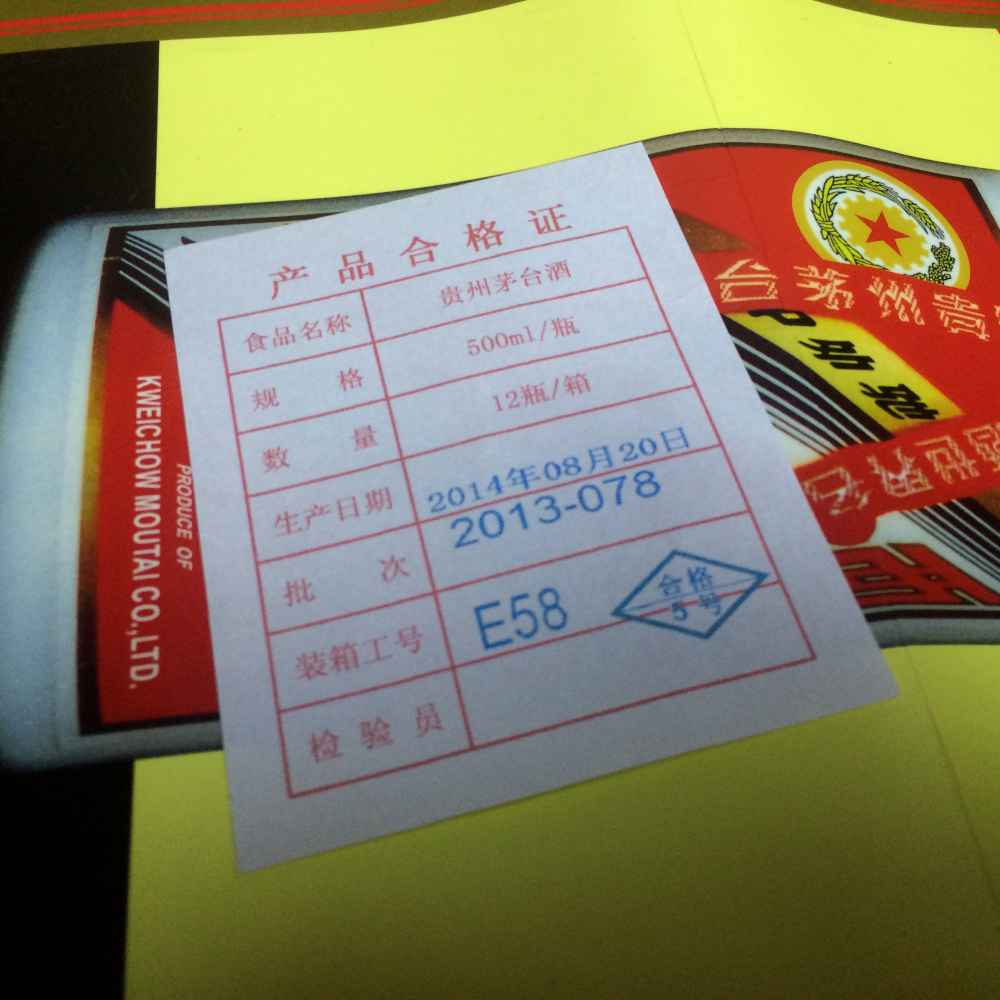 产品合格证
食品名称 贵州茅台酒
规格 500ml/瓶
数量 12瓶/箱
生产日期 2014年08月20日
批次 2013-078
装箱工号 E58
检验员
合格
5号
KWEICHOW MOUTAI CO.,LTD.
PRODUCE OF